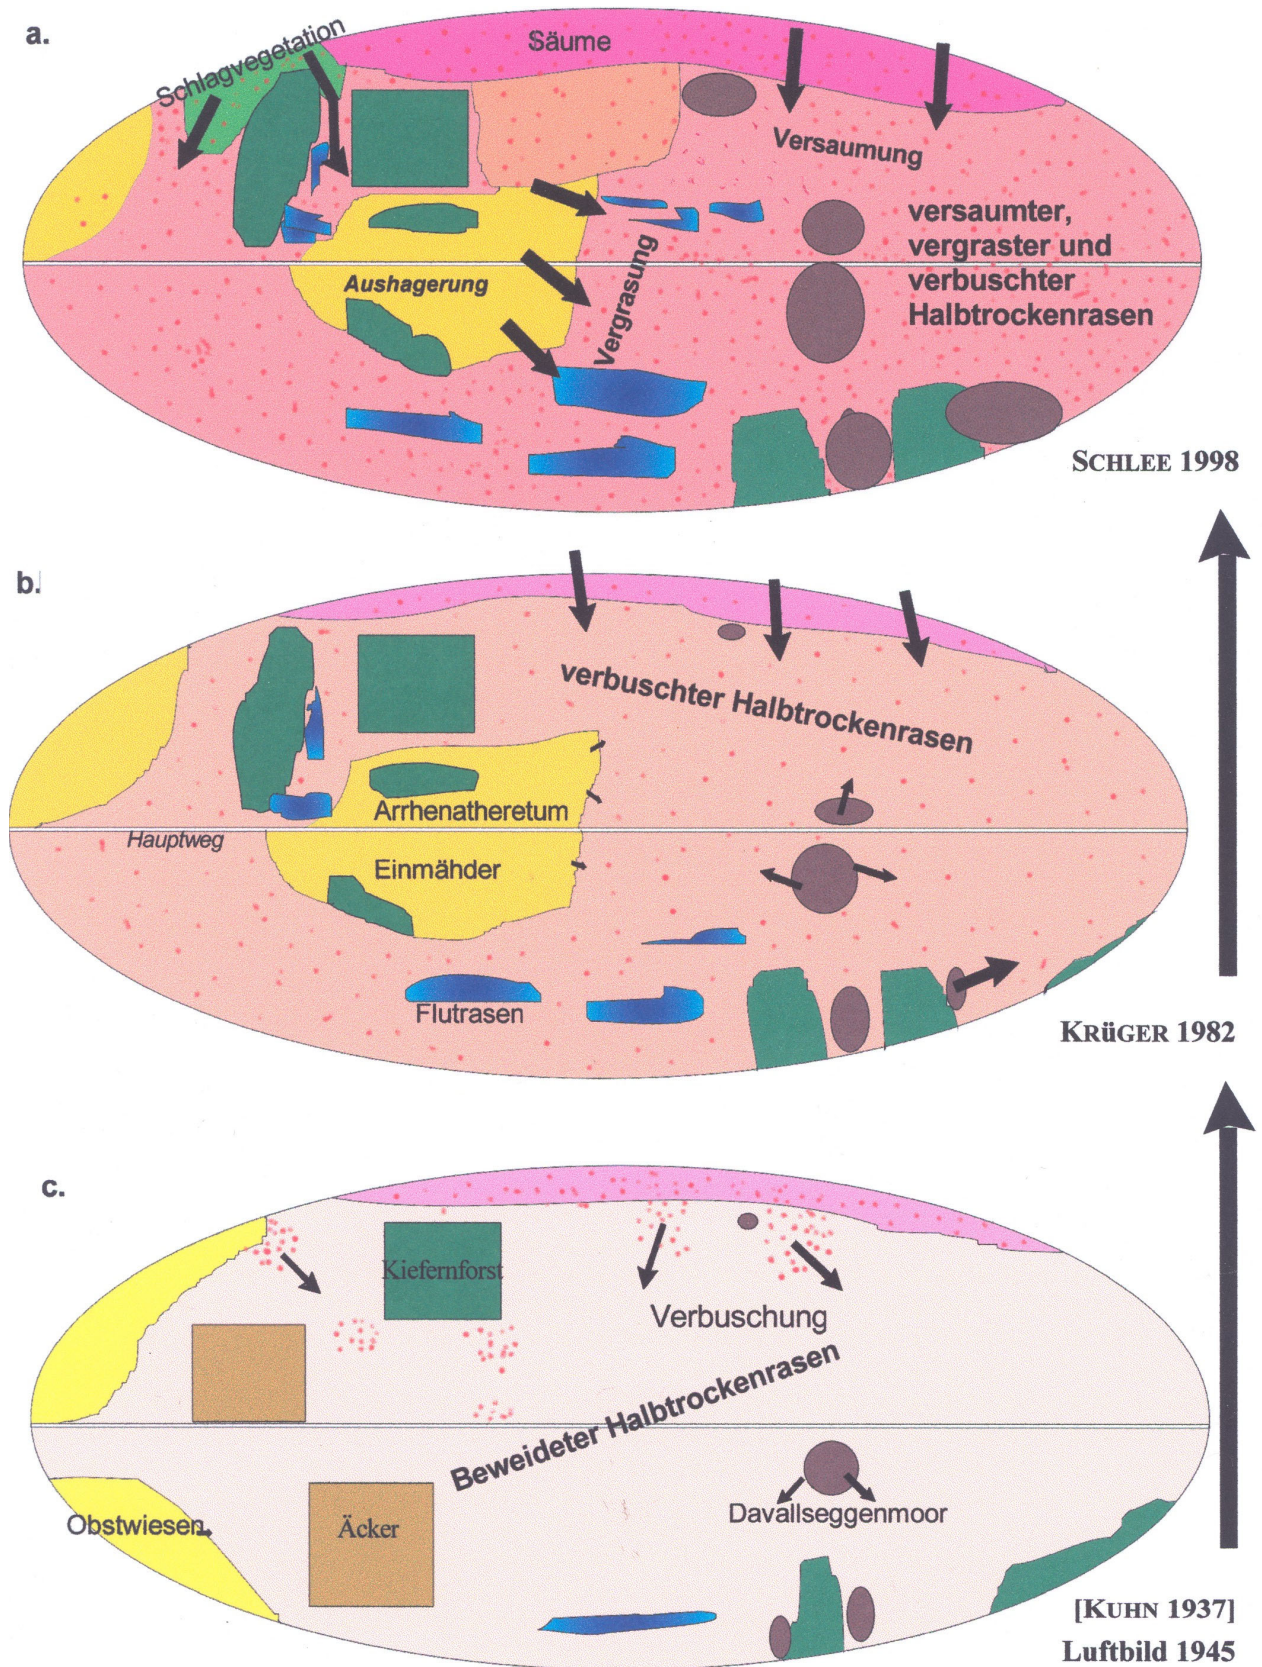 a.
Säume
Schlagvegetation
Versaumung
versaumter,
vergraster und
verbuschter
Halbtrockenrasen
Aushagerung
Vergrasung
SCHLEE 1998
b.
verbuschter Halbtrockenrasen
Arrhenatheretum
Hauptweg
Einmähder
Flutrasen
KRüGER 1982
c.
Kiefernforst
Verbuschung
Beweideter Halbtrockenrasen
Obstwiesen
Äcker
Davallseggenmoor
[KUHN 1937]
Luftbild 1945